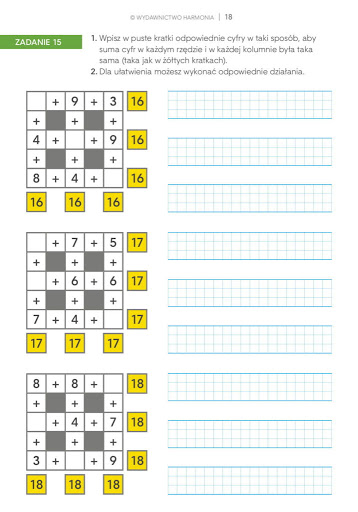 © WYDAWNICTWO HARMONIA | 18
ZADANIE 15
1. Wpisz w puste kratki odpowiednie cyfry w taki sposób, aby
suma cyfr w każdym rzędzie i w każdej kolumnie była taka
sama (taka jak w żółtych kratkach).
2. Dla ułatwienia możesz wykonać odpowiednie działania.
+ 9 + 3 16
+ + +
4 + + 9 16
+ + +
8 + 4 + 16
16 16 16
+ 7 + 5 17
+ + +
+ 6 + 6 17
+ + +
7 + 4 + 17
17 17 17
8 + 8 + 18
+ + +
+ 4 + 7 18
+ + +
3 + + 9 18
18 18 18